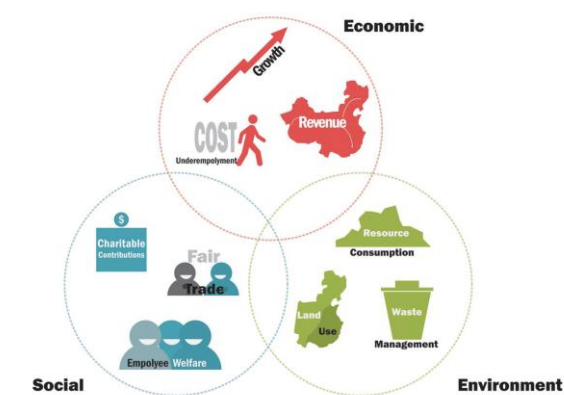 Economic
Growth
Revenue
COST
Underempolyment
$
Charitable
Contributions
Fair
Trade
Empolyee Welfare
Social
Resource
Consumption
Land
Use
Waste
Management
Environment